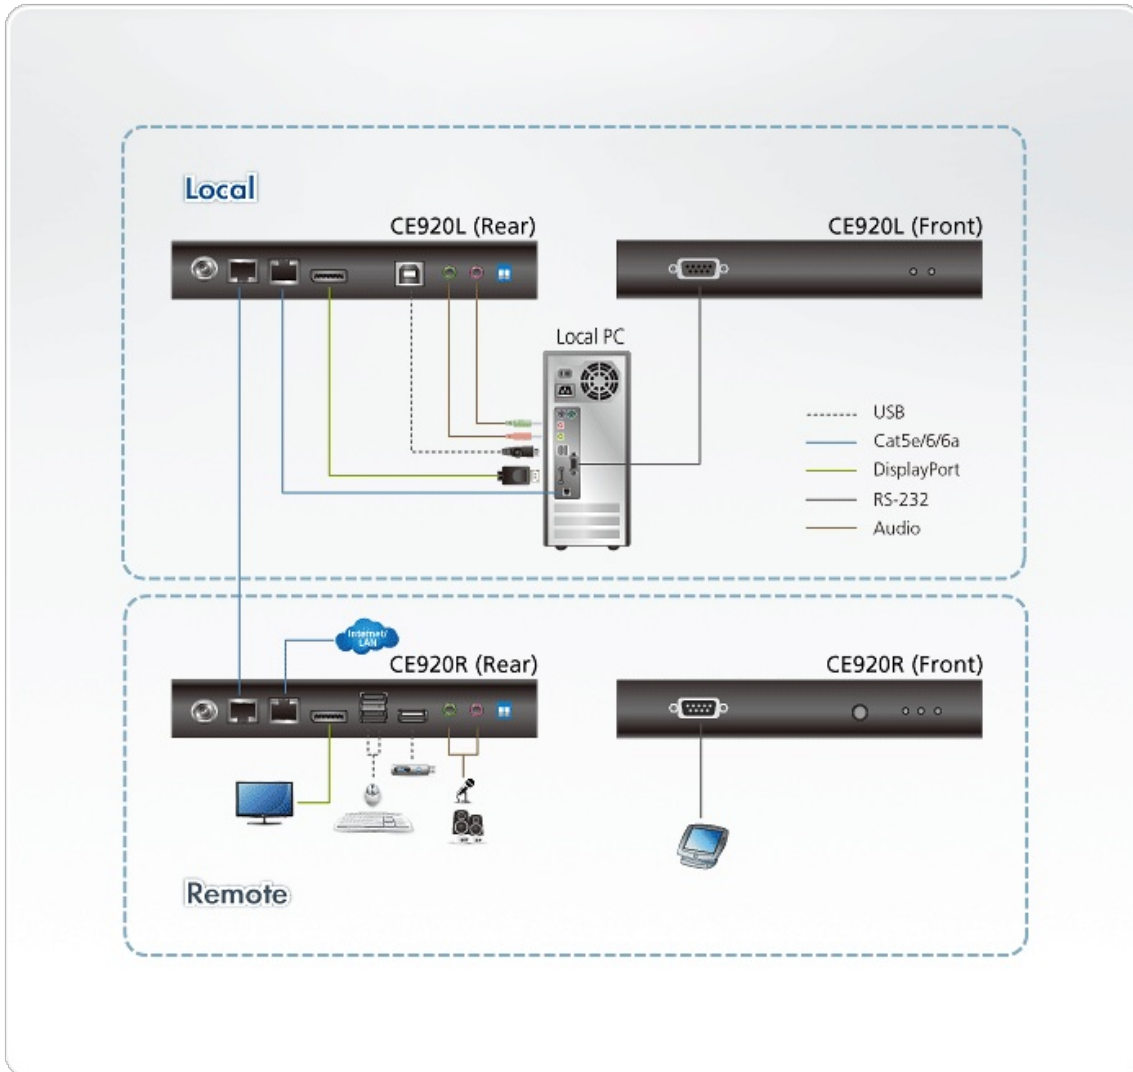 Local
CE920L (Rear)
CE920L (Front)
Local PC
USB
Cat5e/6/6a
DisplayPort
RS-232
Audio
Internet/
LAN
CE920R (Rear)
CE920R (Front)
Remote